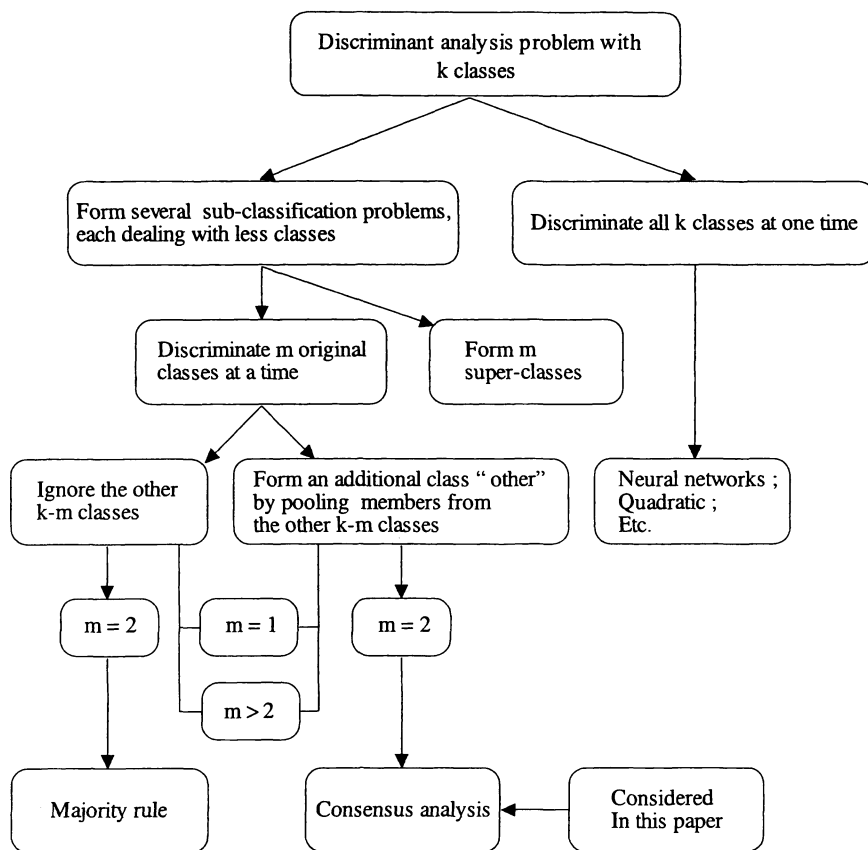 Discriminant analysis problem with
k classes
Form several sub-classification problems,
each dealing with less classes
Discriminate all k classes at one time
Discriminate m original
classes at a time
Form m
super-classes
Ignore the other
k-m classes
Form an additional class “ other”
by pooling members from
the other k-m classes
Neural networks ;
Quadratic ;
Etc.
m = 2
m = 1
m = 2
m > 2
Majority rule
Consensus analysis
Considered
In this paper